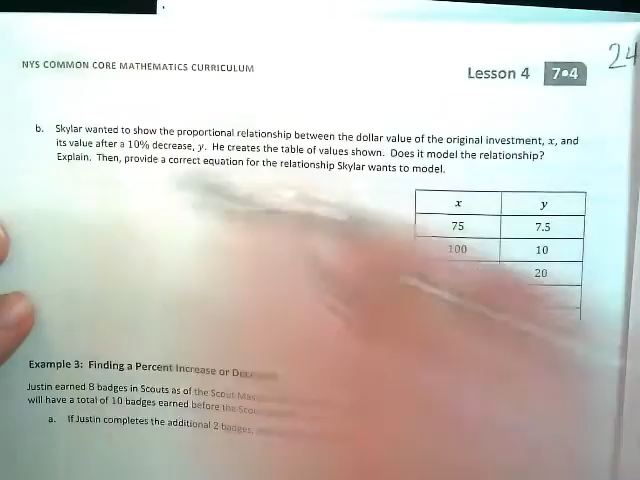 24
NYS COMMON CORE MATHEMATICS CURRICULUM
Lesson 4
7•4
b. Skylar wanted to show the proportional relationship between the dollar value of the original investment, x, and
its value after a 10% decrease, y. He creates the table of values shown. Does it model the relationship?
Explain. Then, provide a correct equation for the relationship Skylar wants to model.
x y
75 7.5
100 10
20
Example 3: Finding a Percent Increase or
Justin earned 8 badges in Scouts as of the Scout
will have a total of 10 badges earned before the
a. If Justin completes the additional 2 badges,